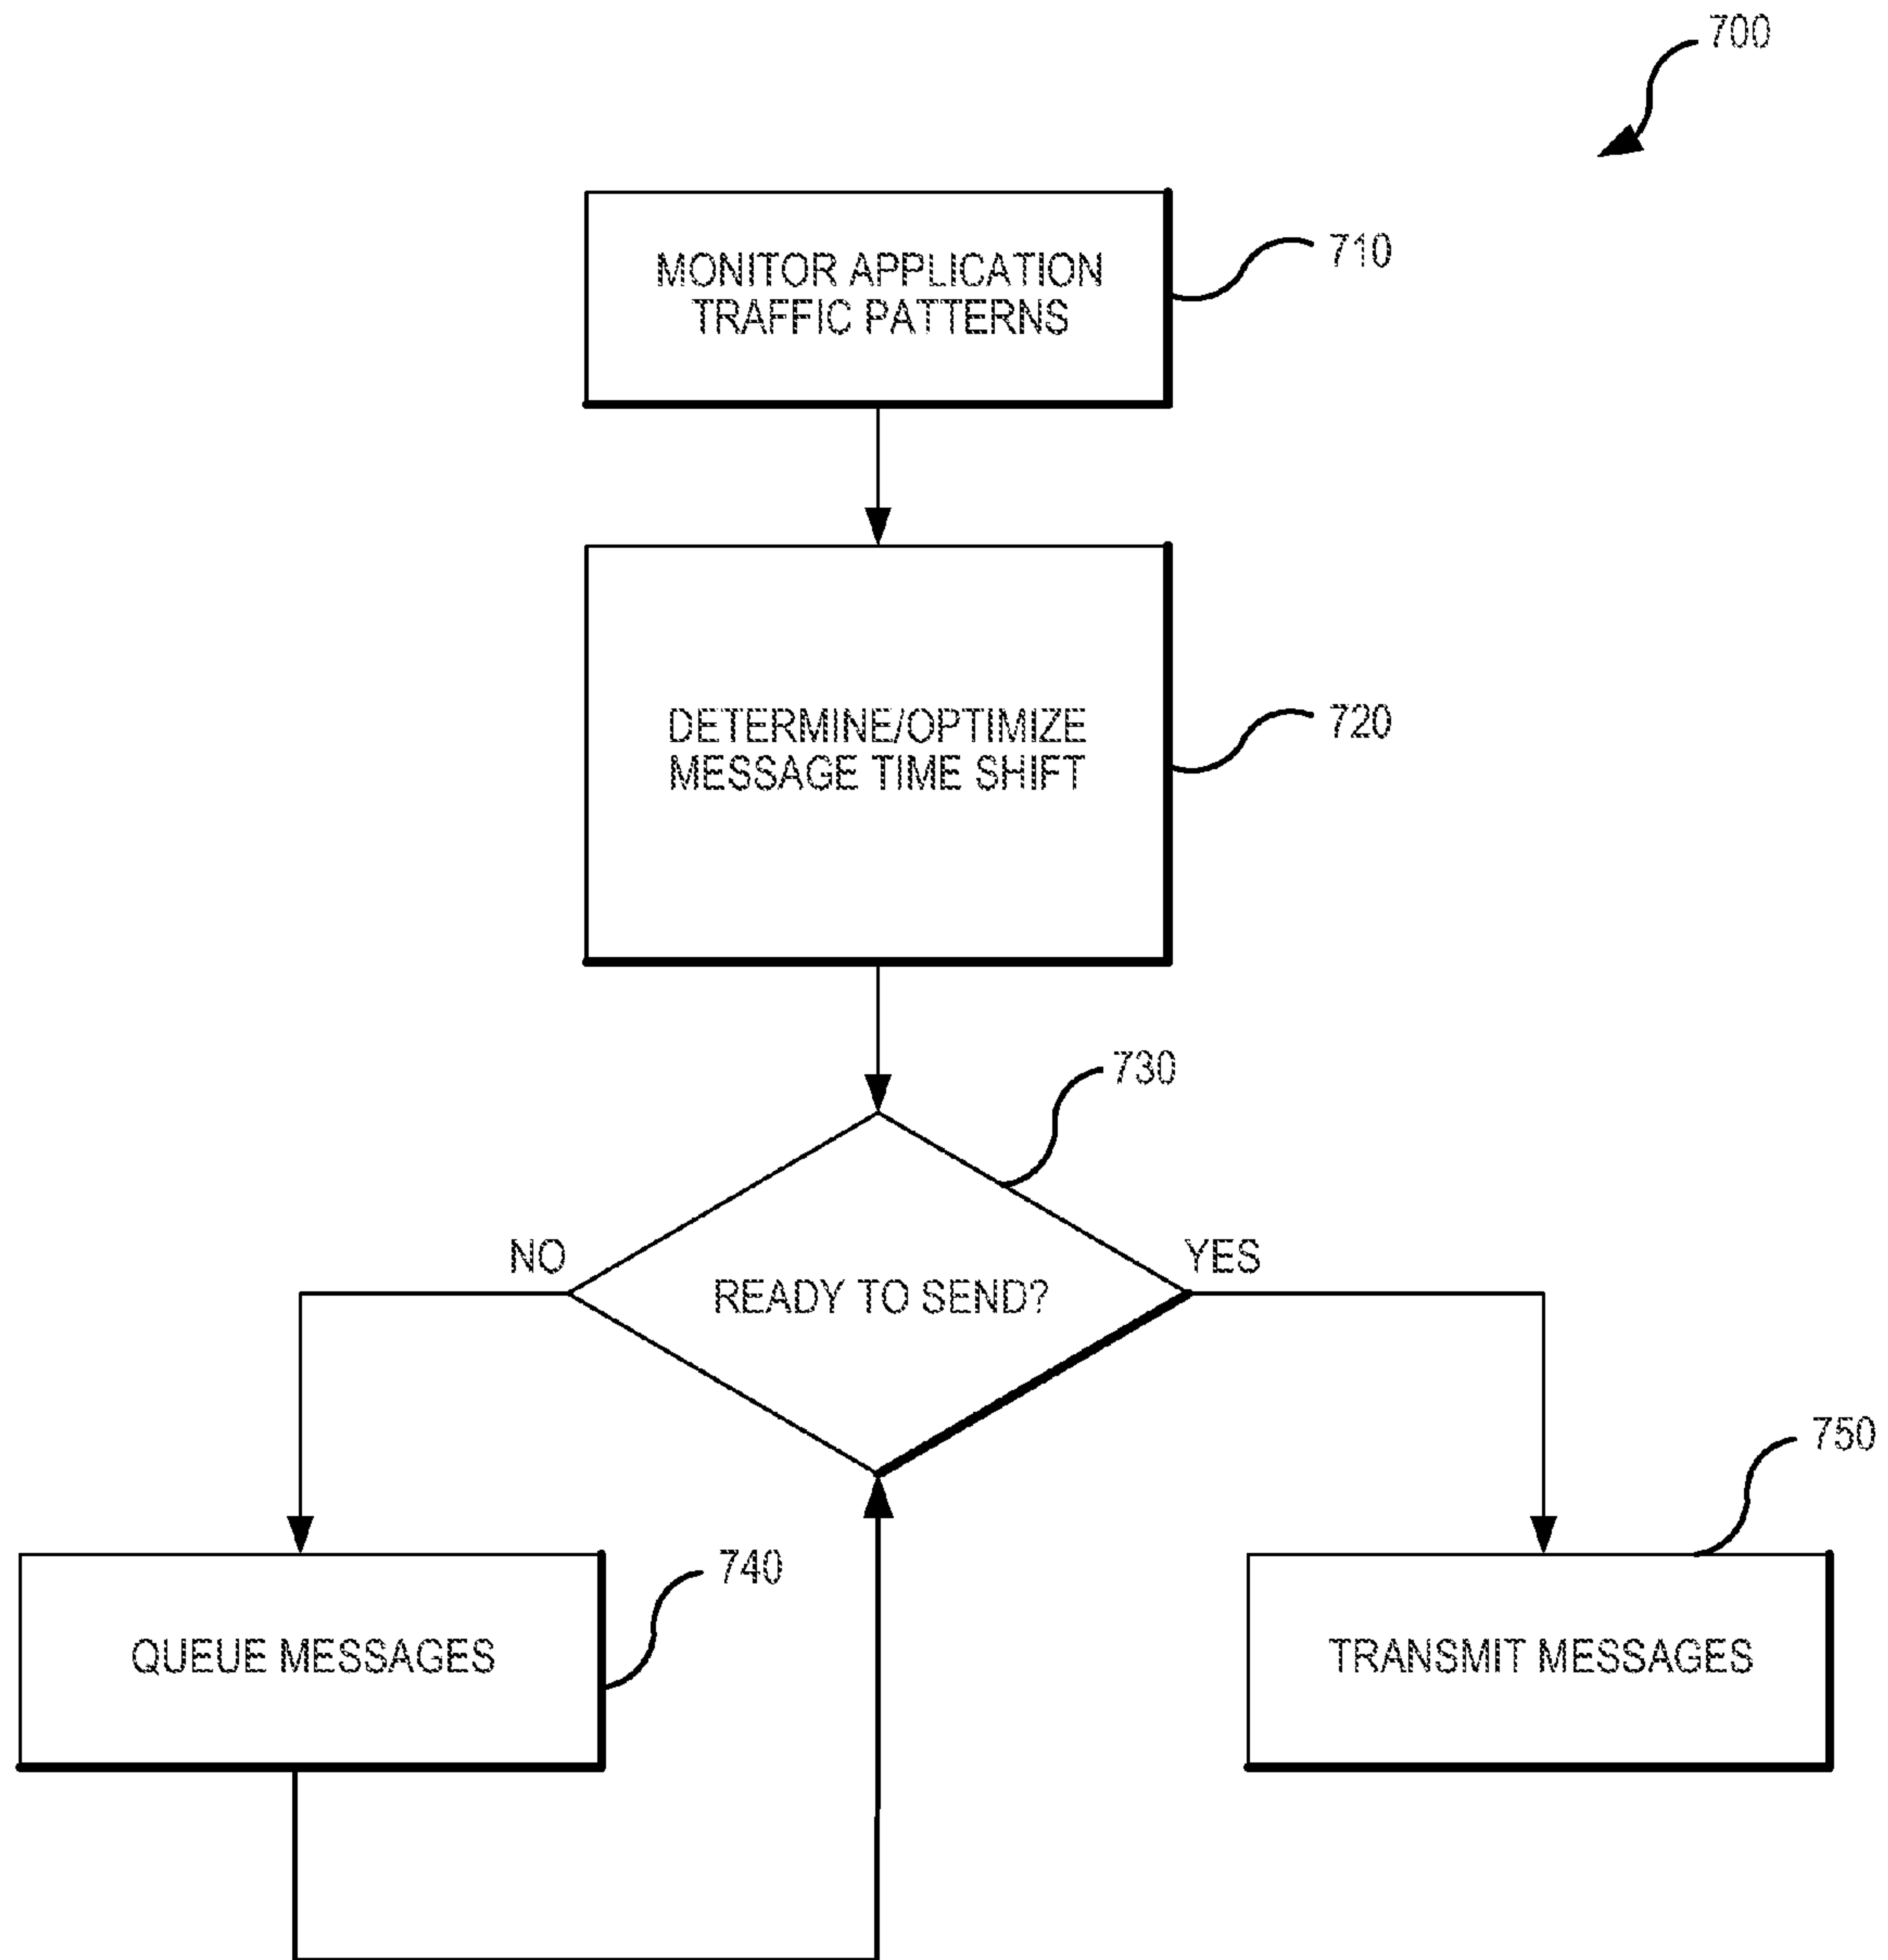 700
MONITOR APPLICATION
TRAFFIC PATTERNS
710
DETERMINE/OPTIMIZE
MESSAGE TIME SHIFT
720
730
NO
YES
READY TO SEND?
750
740
QUEUE MESSAGES
TRANSMIT MESSAGES